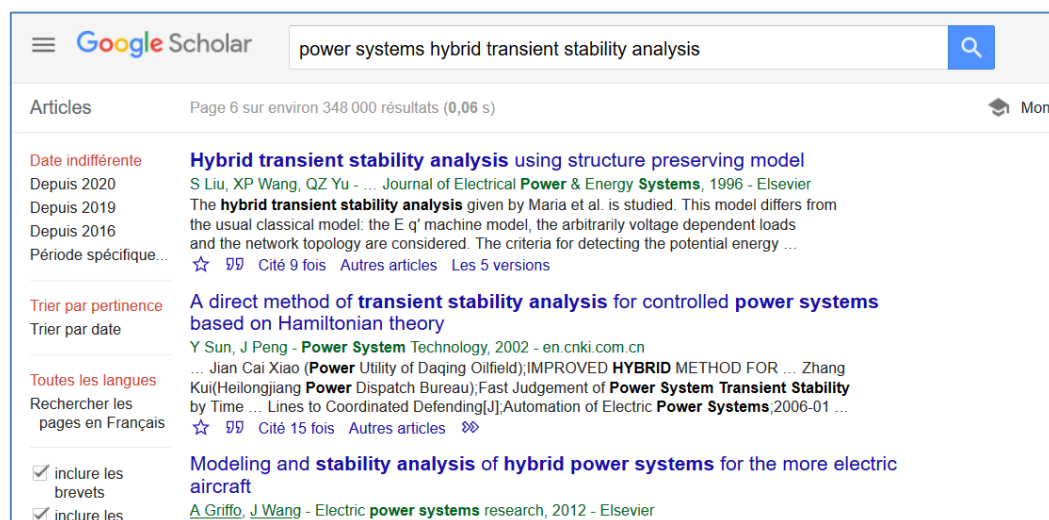 Google Scholar
power systems hybrid transient stability analysis
Articles
Page 6 sur environ 348 000 résultats (0,06 s)
Mon
Date indifférente
Depuis 2020
Depuis 2019
Depuis 2016
Période spécifique...
Trier par pertinence
Trier par date
Toutes les langues
Rechercher les
pages en Français
inclure les
brevets
inclure les
Hybrid transient stability analysis using structure preserving model
S Liu, XP Wang, QZ Yu - ... Journal of Electrical Power & Energy Systems, 1996 - Elsevier
The hybrid transient stability analysis given by Maria et al. is studied. This model differs from
the usual classical model: the E q' machine model, the arbitrarily voltage dependent loads
and the network topology are considered. The criteria for detecting the potential energy ...
Cité 9 fois Autres articles Les 5 versions
A direct method of transient stability analysis for controlled power systems
based on Hamiltonian theory
Y Sun, J Peng - Power System Technology, 2002 - en.cnki.com.cn
... Jian Cai Xiao (Power Utility of Daqing Oilfield);IMPROVED HYBRID METHOD FOR ... Zhang
Kui(Heilongjiang Power Dispatch Bureau);Fast Judgement of Power System Transient Stability
by Time ... Lines to Coordinated Defending[J];Automation of Electric Power Systems;2006-01 ...
Cité 15 fois Autres articles
Modeling and stability analysis of hybrid power systems for the more electric
aircraft
A Griffo, J Wang - Electric power systems research, 2012 - Elsevier